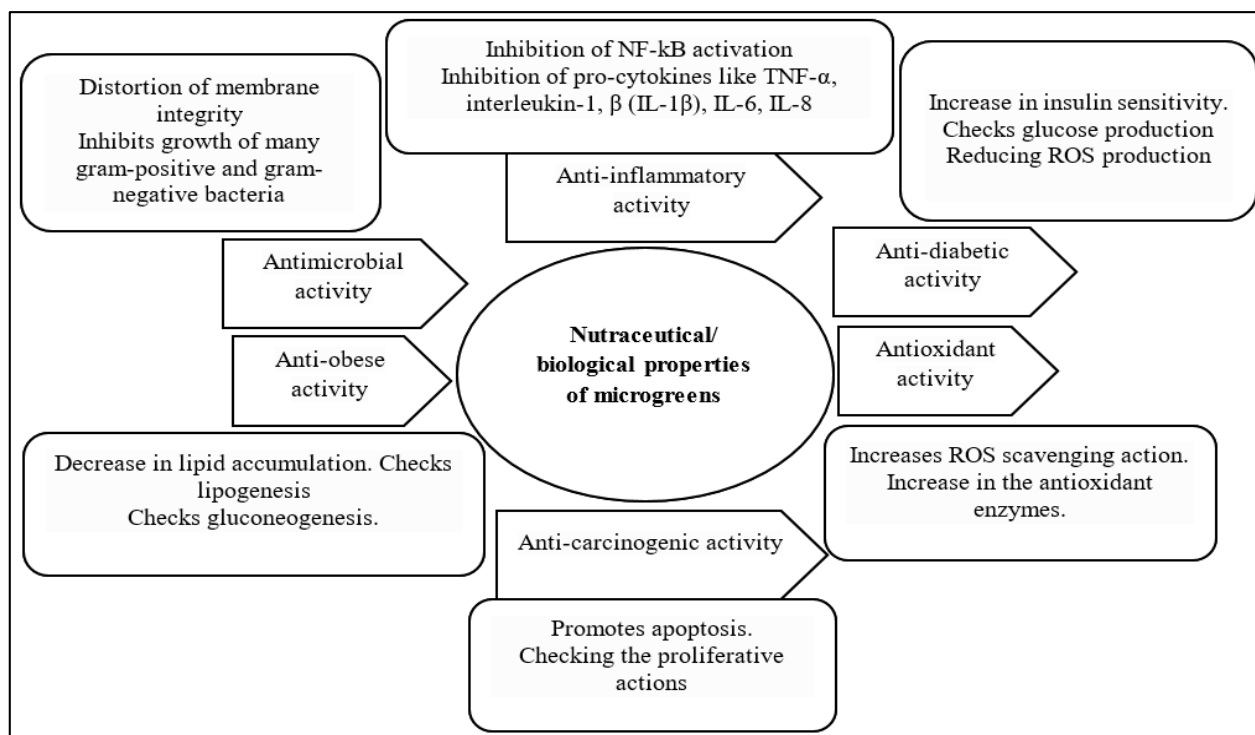 Inhibition of NF-kB activation
Inhibition of pro-cytokines like TNF-α,
interleukin-1, β (IL-1β), IL-6, IL-8
Distortion of membrane
integrity
Inhibits growth of many
gram-positive and gram-
negative bacteria
Increase in insulin sensitivity.
Checks glucose production
Reducing ROS production
Anti-inflammatory
activity
Antimicrobial
activity
Anti-diabetic
activity
Anti-obese
activity
Nutraceutical/
biological properties
of microgreens
Antioxidant
activity
Decrease in lipid accumulation. Checks
lipogenesis
Checks gluconeogenesis.
Increases ROS scavenging action.
Increase in the antioxidant
enzymes.
Anti-carcinogenic activity
Promotes apoptosis.
Checking the proliferative
actions